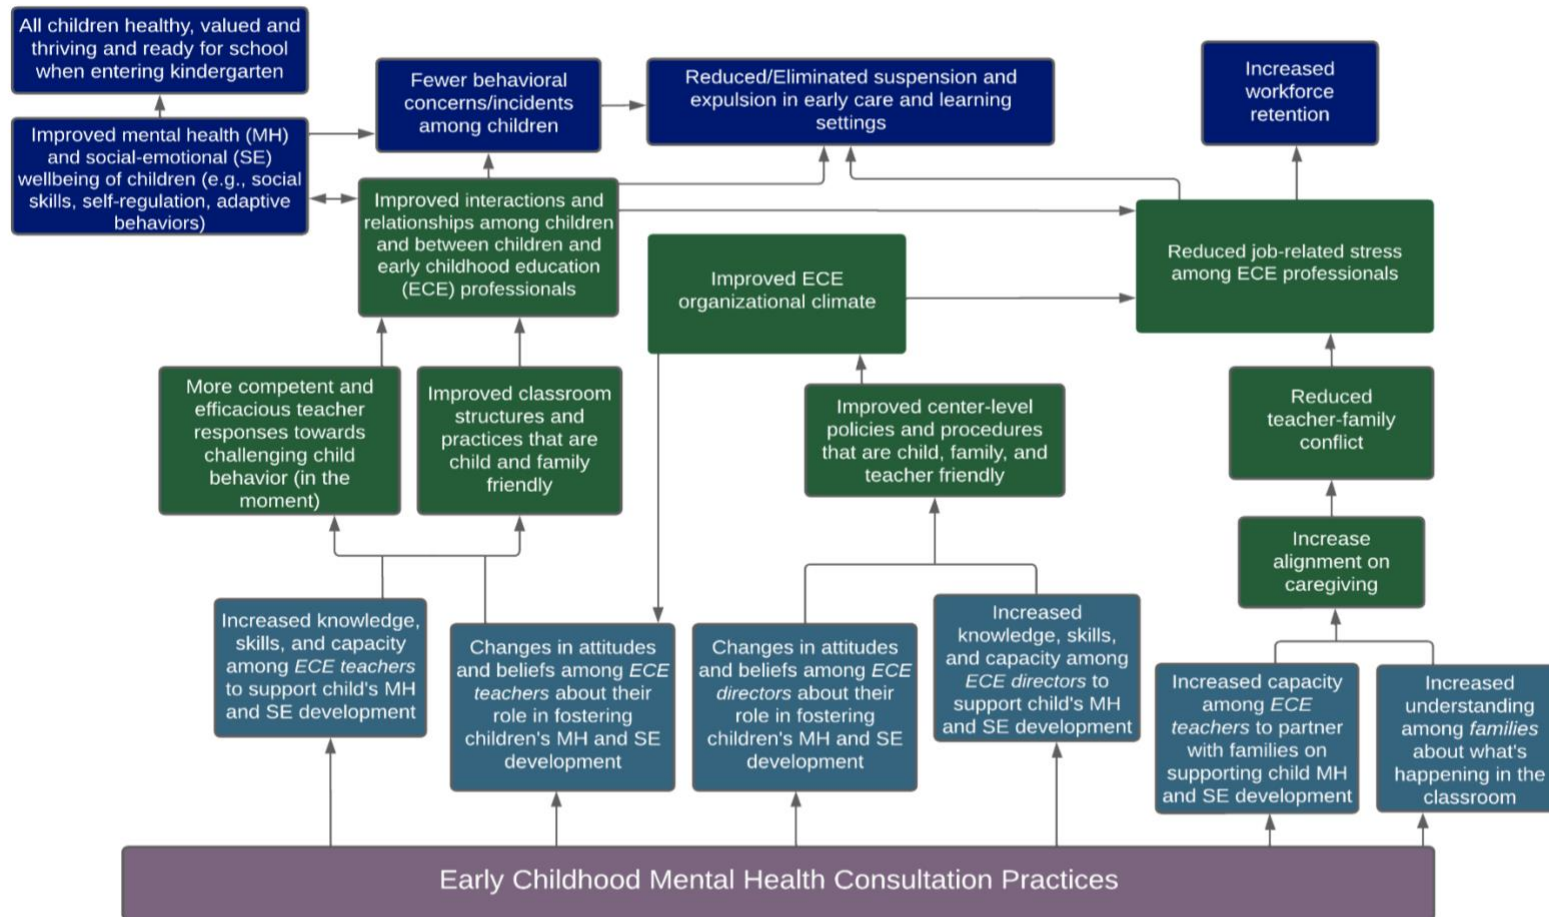 All children healthy, valued and
thriving and ready for school
when entering kindergarten
Fewer behavioral
concerns/incidents
among children
Reduced/Eliminated suspension and
expulsion in early care and learning
settings
Increased
workforce
retention
Improved mental health (MH)
and social-emotional (SE)
wellbeing of children (e.g., social
skills, self-regulation, adaptive
behaviors)
Improved interactions and
relationships among children
and between children and
early childhood education
(ECE) professionals
Improved ECE
organizational climate
Reduced job-related stress
among ECE professionals
More competent and
efficacious teacher
responses towards
challenging child
behavior (in the
moment)
Improved classroom
structures and
practices that are
child and family
friendly
Improved center-level
policies and procedures
that are child, family, and
teacher friendly
Reduced
teacher-family
conflict
Increase
alignment on
caregiving
Increased knowledge,
skills, and capacity
among ECE teachers
to support child's MH
and SE development
Changes in attitudes
and beliefs among ECE
teachers about their
role in fostering
children's MH and SE
development
Changes in attitudes
and beliefs among ECE
directors about their
role in fostering
children's MH and SE
development
Increased
knowledge, skills,
and capacity among
ECE directors to
support child's MH
and SE development
Increased capacity
among ECE
teachers to partner
with families on
supporting child MH
and SE development
Increased
understanding
among families
about what's
happening in the
classroom
Early Childhood Mental Health Consultation Practices